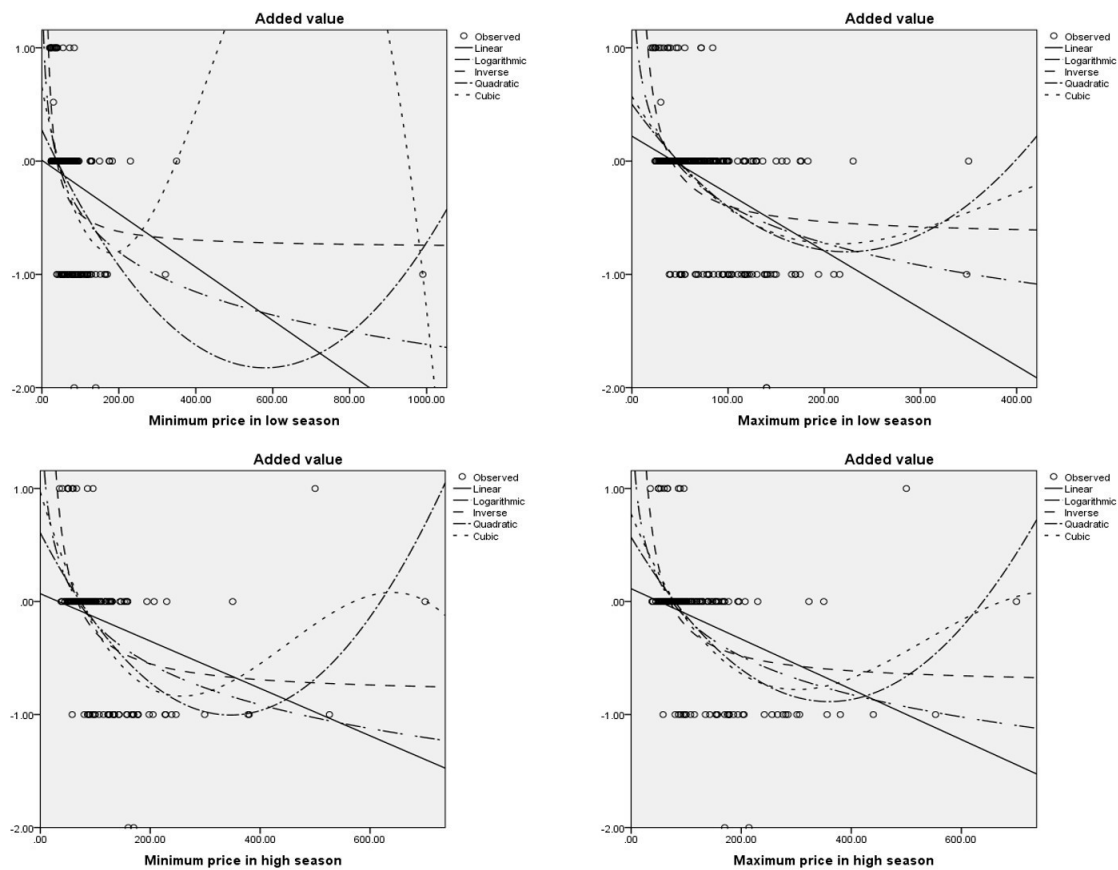 Added value
1.00
.00
-1.00
-2.00
.00 200.00 400.00 600.00 800.00 1000.00
Minimum price in low season
Observed
Linear
Logarithmic
Inverse
Quadratic
Cubic
Added value
1.00
.00
-1.00
-2.00
.00 100.00 200.00 300.00 400.00
Maximum price in low season
Observed
Linear
Logarithmic
Inverse
Quadratic
Cubic
Added value
1.00
.00
-1.00
-2.00
.00 200.00 400.00 600.00
Minimum price in high season
Observed
Linear
Logarithmic
Inverse
Quadratic
Cubic
Added value
1.00
.00
-1.00
-2.00
.00 200.00 400.00 600.00
Maximum price in high season
Observed
Linear
Logarithmic
Inverse
Quadratic
Cubic